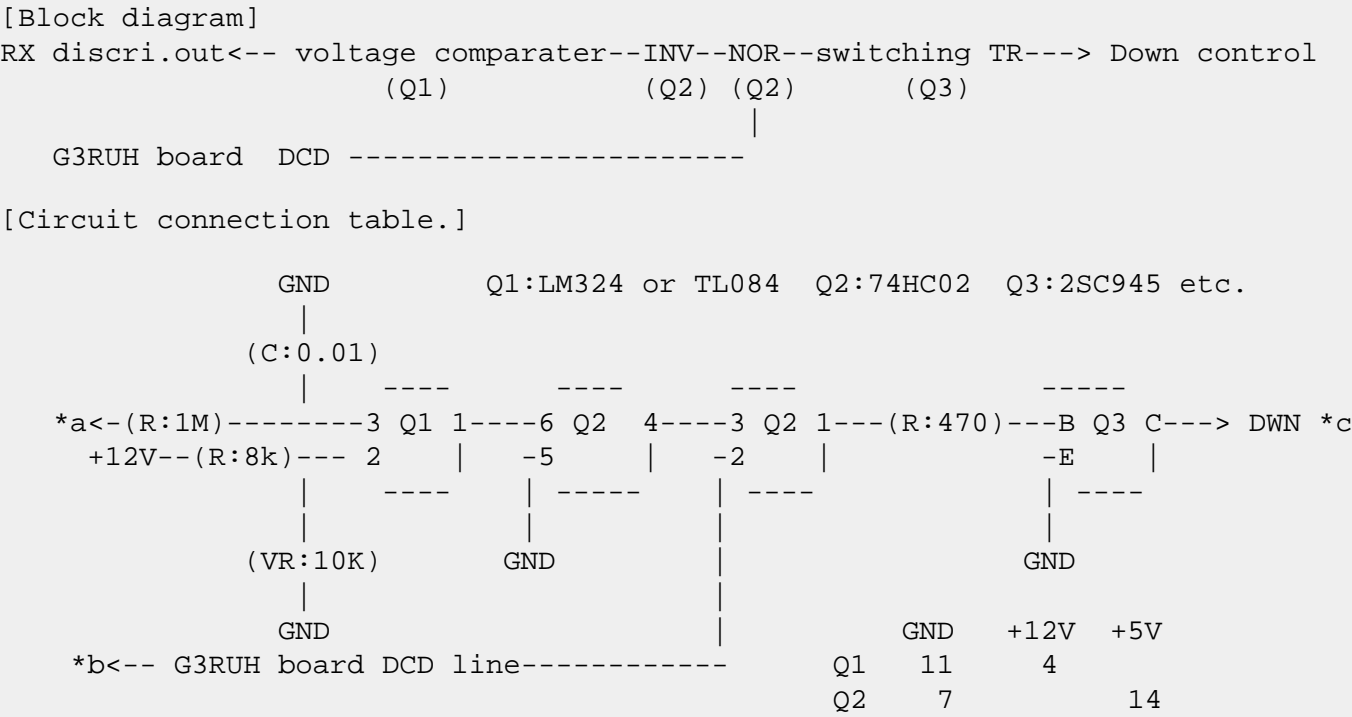 [Block diagram]
RX discri.out<-- voltage comparater--INV--NOR--switching TR---> Down control
                      (Q1)           (Q2) (Q2)      (Q3)
                                           |
   G3RUH board  DCD -----------------------

[Circuit connection table.]

                GND         Q1:LM324 or TL084  Q2:74HC02  Q3:2SC945 etc.
                 |
              (C:0.01)
                 |    ----      ----      ----              -----
   *a<-(R:1M)--------3 Q1 1----6 Q2  4----3 Q2 1---(R:470)---B Q3 C---> DWN *c
     +12V--(R:8k)--- 2    |   -5      |   -2     |            -E    |
                 |    ----    | -----    | ----               | ----
                 |            |          |                  |
              (VR:10K)       GND         |                 GND
                 |                       |
                GND                      |          GND   +12V  +5V
    *b<-- G3RUH board DCD line------------      Q1   11     4
                                                Q2    7          14